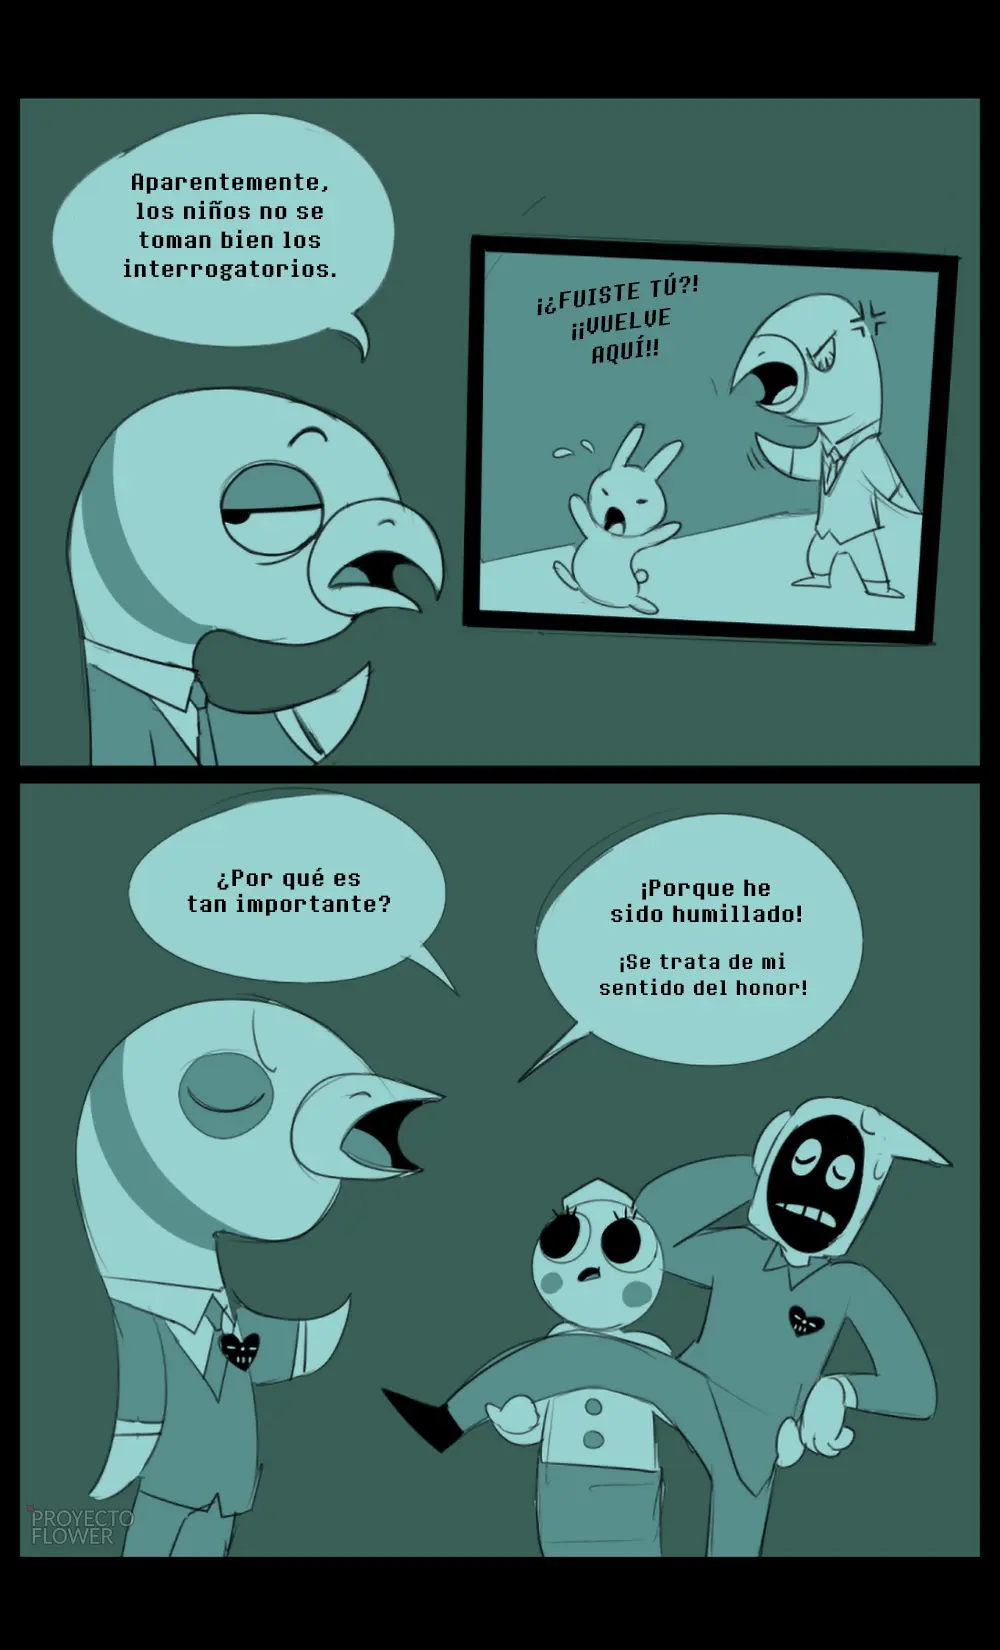 Aparentemente,
los niños no se
toman bien los
interrogatorios.
¡¿FUISTE TÚ?!
¡¡VUELVE
AQUÍ!!
¿Por qué es
tan importante?
¡Porque he
sido humillado!
¡Se trata de mi
sentido del honor!
PROYECTO
FLOWER